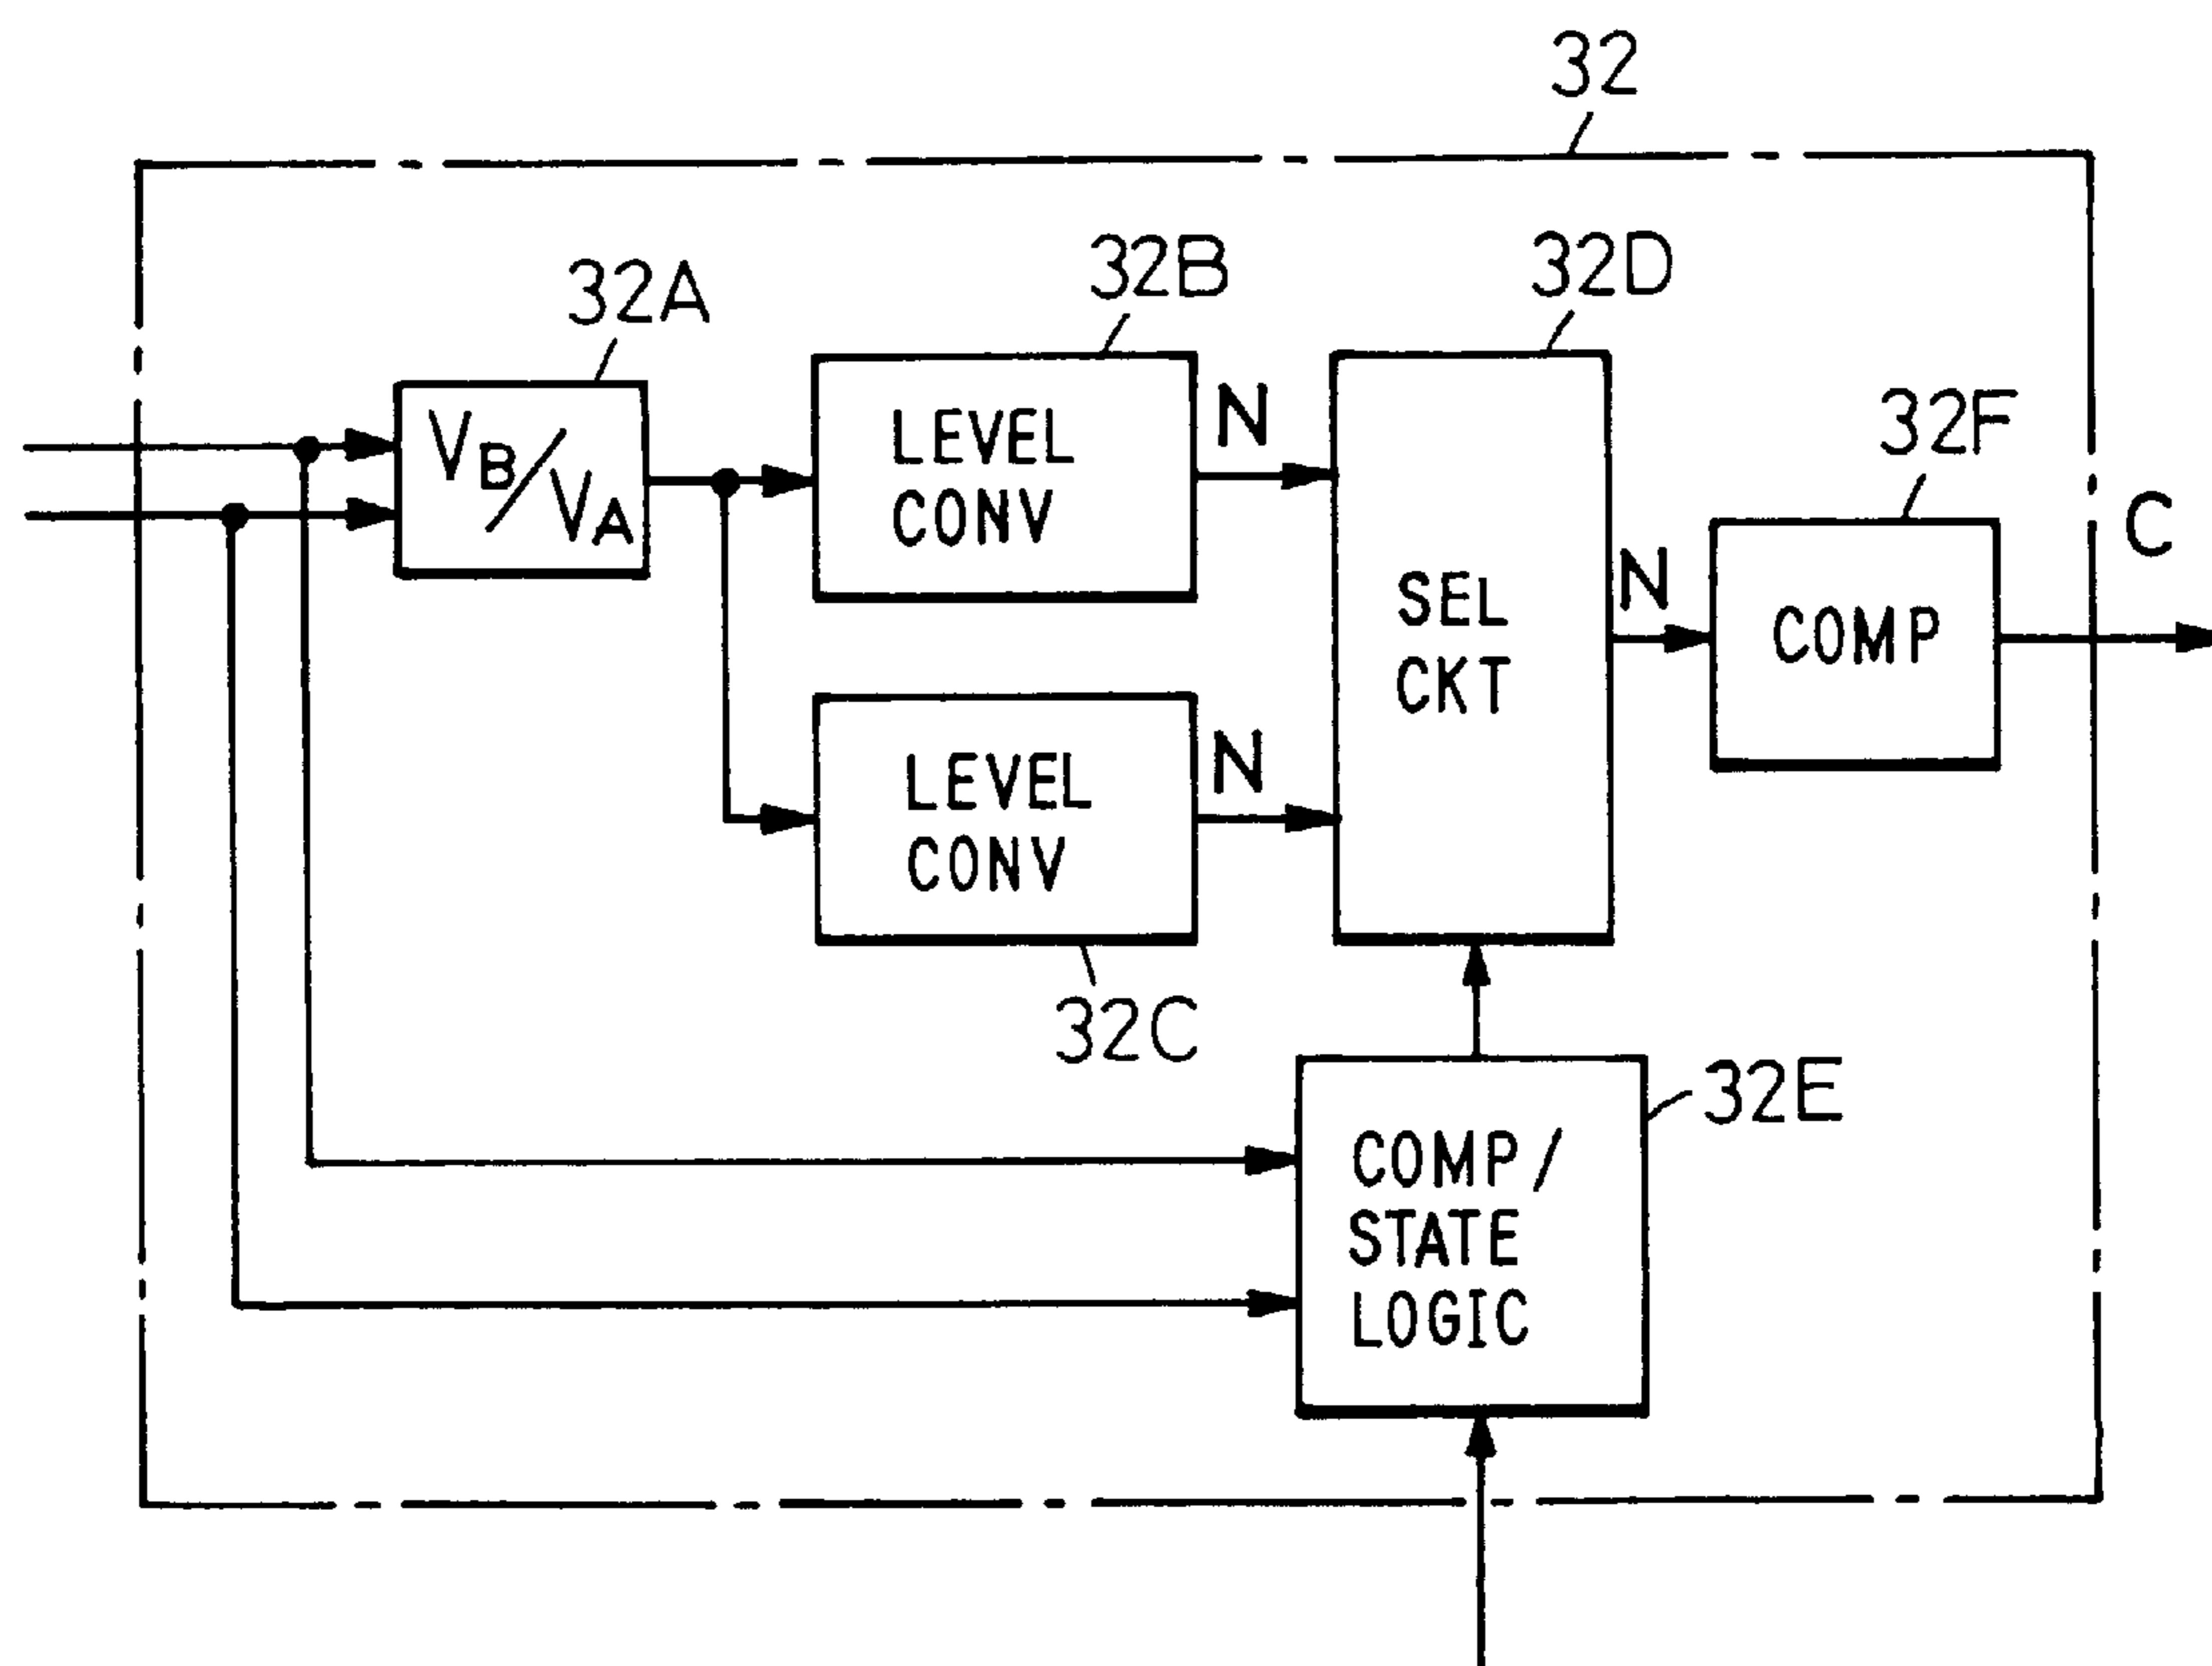 32
32A
32B
32D
32F
VB/VA
LEVEL
CONV
N
SEL
CKT
N
COMP
C
LEVEL
CONV
N
32C
32E
COMP/
STATE
LOGIC